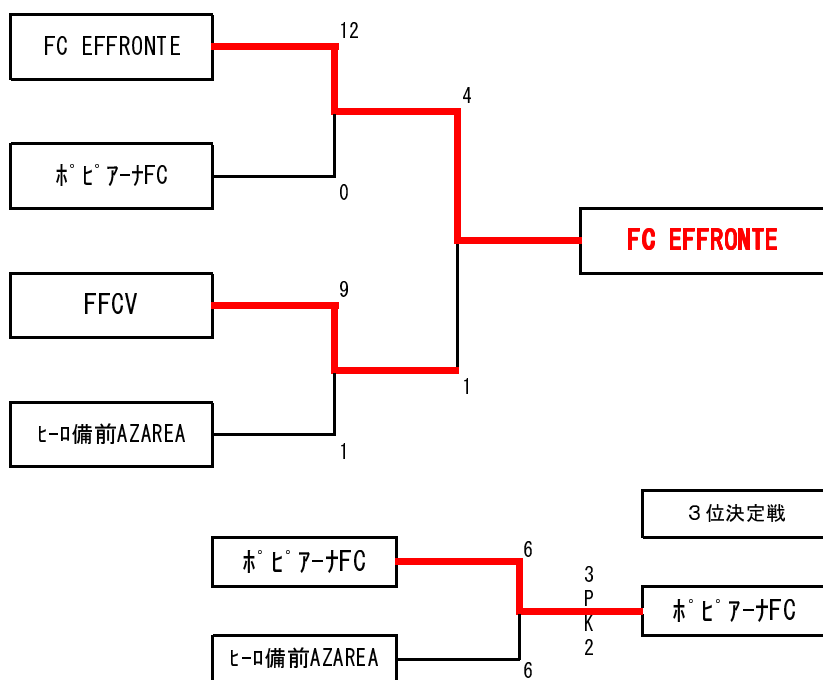 FC EFFRONTE
12
4
ﾎﾟﾋﾟｱｰﾅFC
0
FC EFFRONTE
FFCV
9
1
ﾋｰﾛ備前AZAREA
1
３位決定戦
ﾎﾟﾋﾟｱｰﾅFC
6
3
P
K
2
ﾎﾟﾋﾟｱｰﾅFC
ﾋｰﾛ備前AZAREA
6